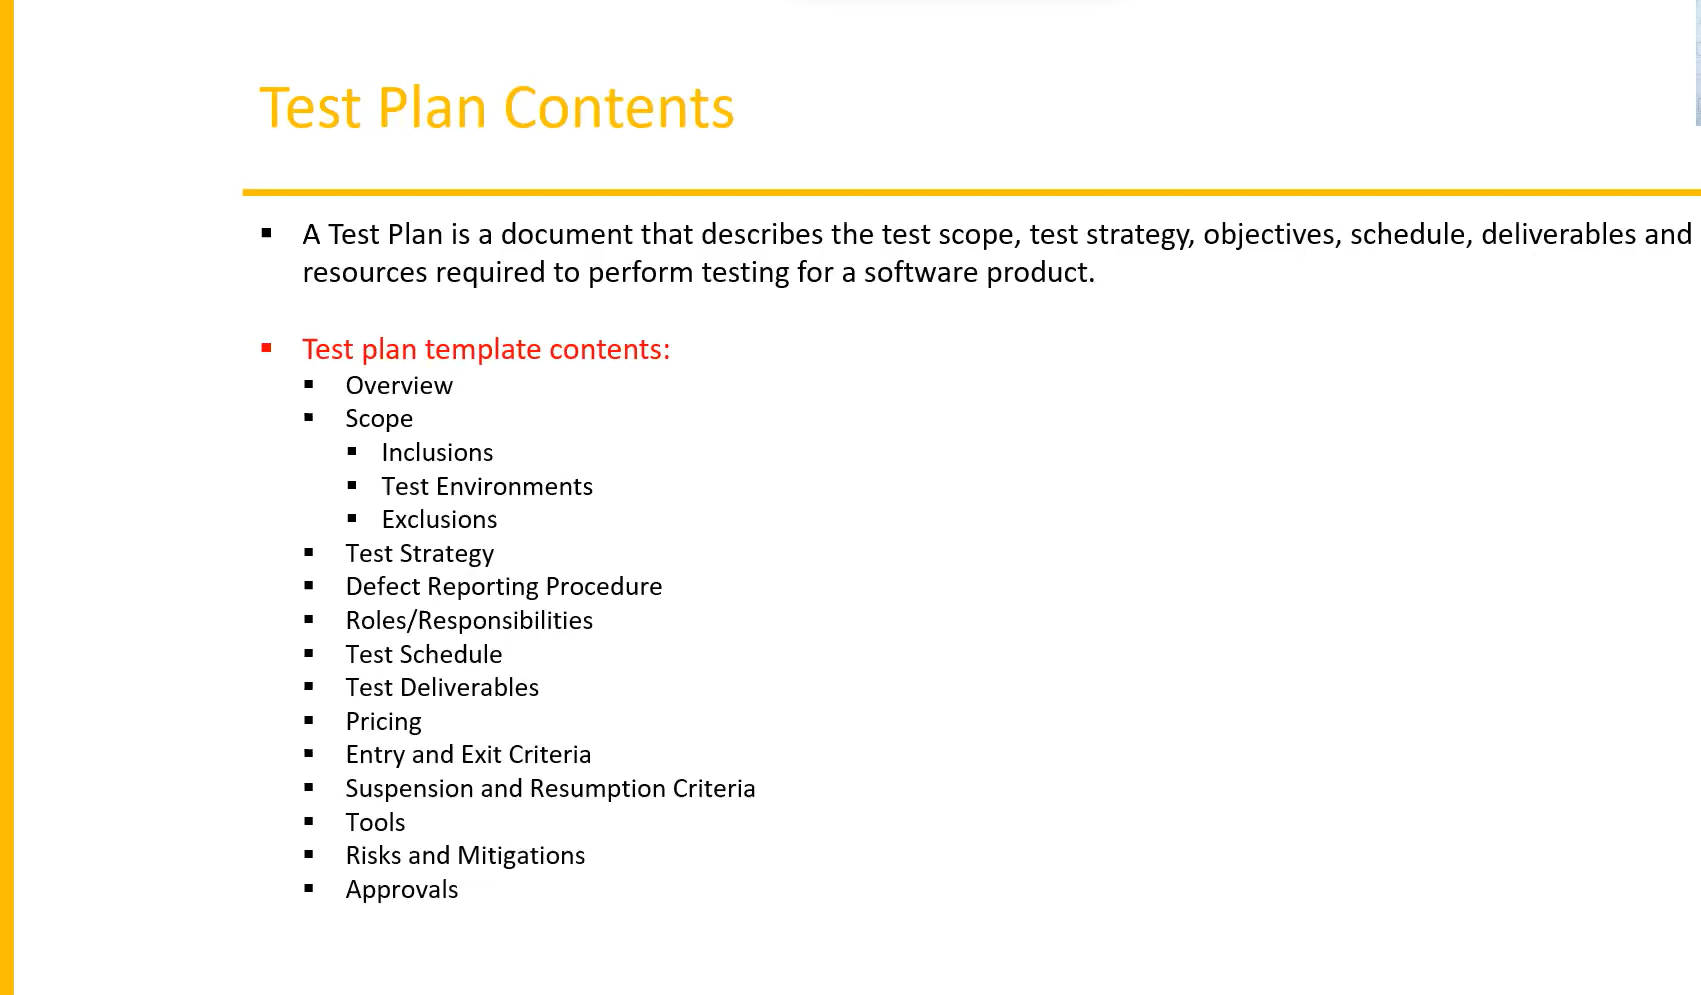 Test Plan Contents
▪ A Test Plan is a document that describes the test scope, test strategy, objectives, schedule, deliverables and
resources required to perform testing for a software product.
▪ Test plan template contents:
▪ Overview
▪ Scope
▪ Inclusions
▪ Test Environments
▪ Exclusions
▪ Test Strategy
▪ Defect Reporting Procedure
▪ Roles/Responsibilities
▪ Test Schedule
▪ Test Deliverables
▪ Pricing
▪ Entry and Exit Criteria
▪ Suspension and Resumption Criteria
▪ Tools
▪ Risks and Mitigations
▪ Approvals